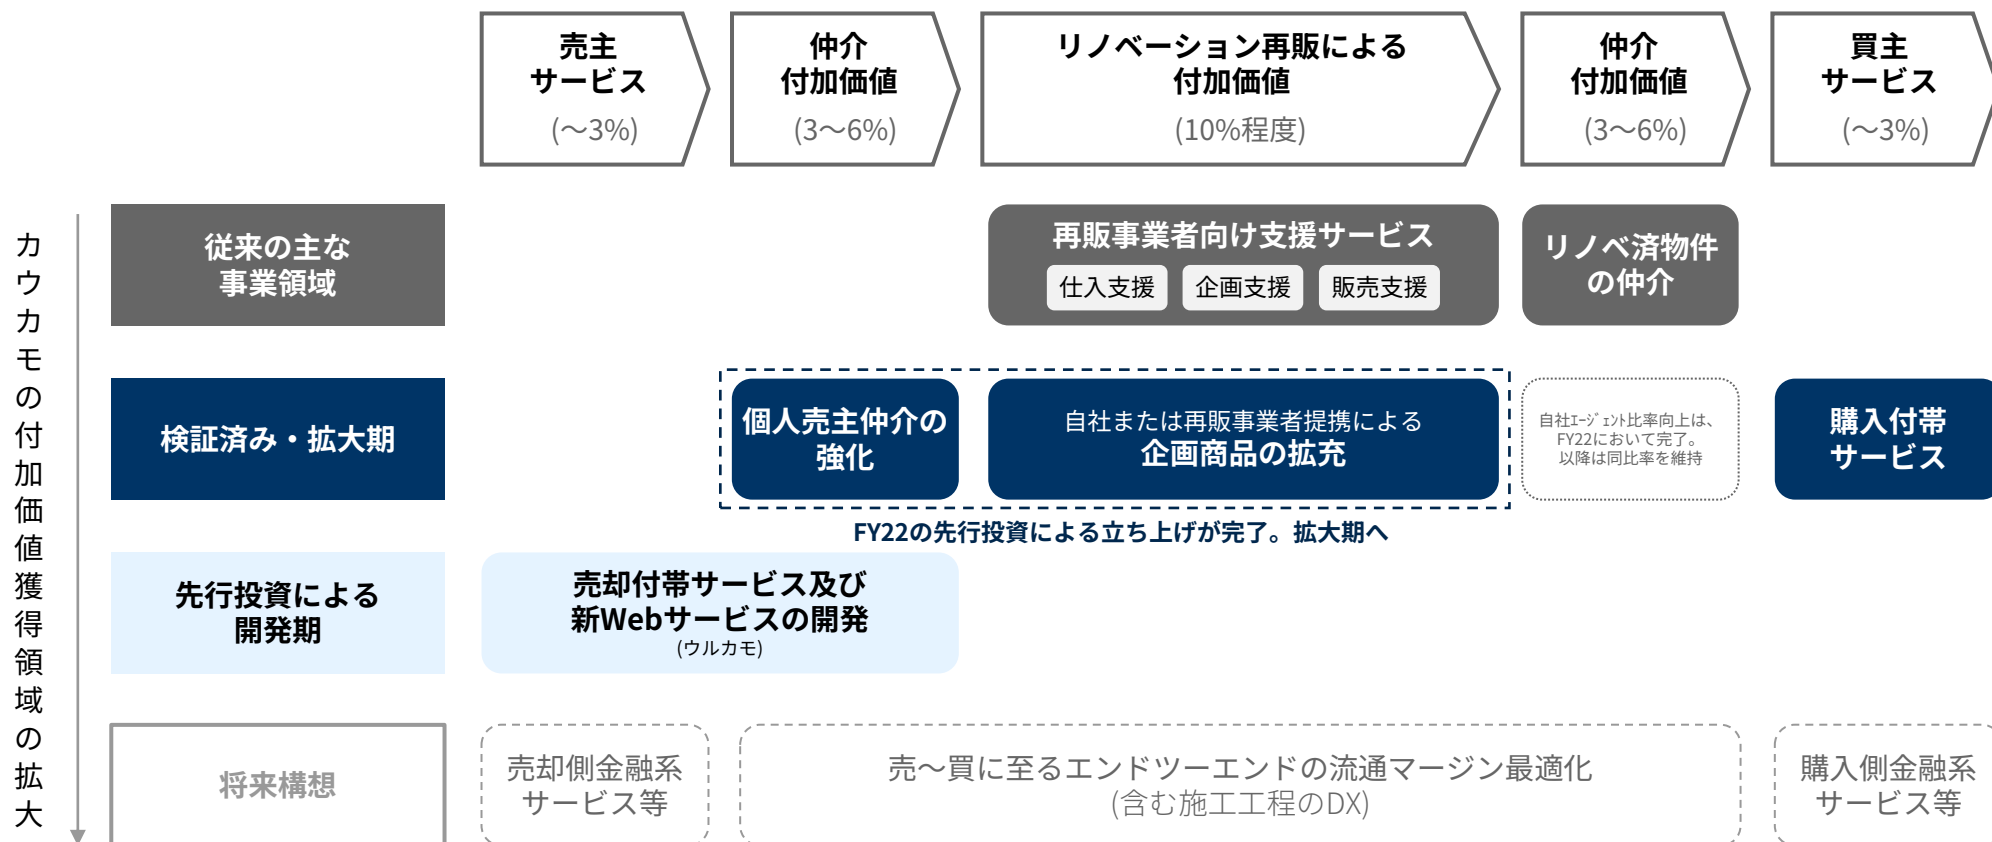 売主
サービス
(〜3%)
仲介
付加価値
(3〜6%)
リノベーション再販による
付加価値
(10%程度)
仲介
付加価値
(3〜6%)
買主
サービス
(〜3%)
カウカモの付加価値獲得領域の拡大
従来の主な
事業領域
再販事業者向け支援サービス
仕入支援
企画支援
販売支援
リノベ済物件
の仲介
検証済み・拡大期
個人売主仲介の
強化
自社または再販事業者提携による
企画商品の拡充
自社ｴｰｼﾞｪﾝﾄ比率向上は、
FY22において完了。
以降は同比率を維持
購入付帯
サービス
FY22の先行投資による立ち上げが完了。拡大期へ
先行投資による
開発期
売却付帯サービス及び
新Webサービスの開発
(ウルカモ)
将来構想
売却側金融系
サービス等
売〜買に至るエンドツーエンドの流通マージン最適化
(含む施工工程のDX)
購入側金融系
サービス等